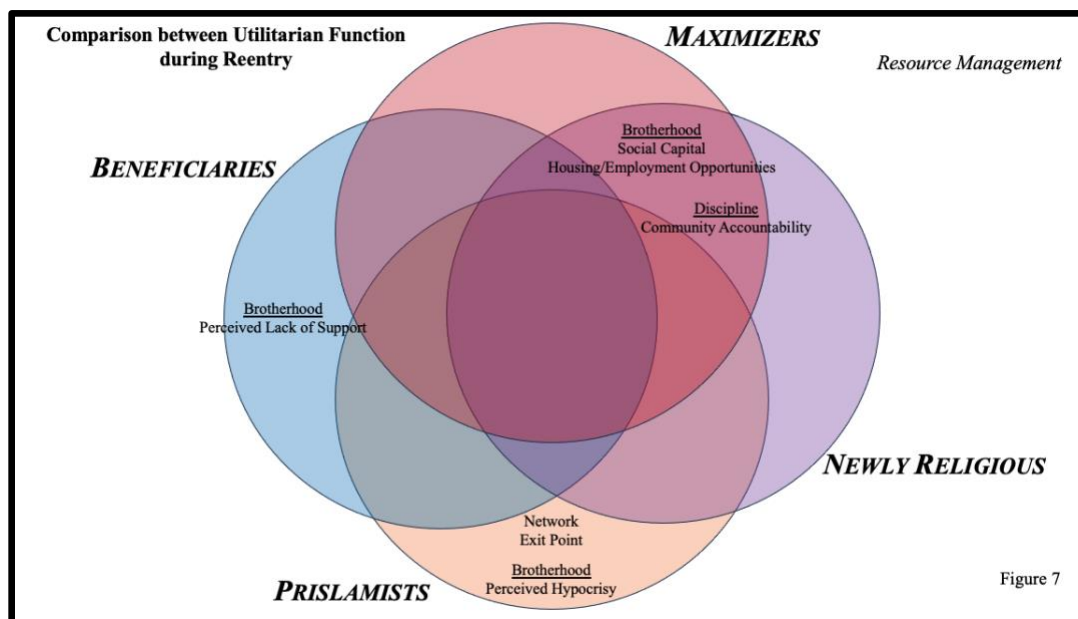 Comparison between Utilitarian Function
during Reentry
MAXIMIZERS
Resource Management
BENEFICIARIES
Brotherhood
Social Capital
Housing/Employment Opportunities
Discipline
Community Accountability
Brotherhood
Perceived Lack of Support
NEWLY RELIGIOUS
Network
Exit Point
Brotherhood
Perceived Hypocrisy
PRISLAMISTS
Figure 7